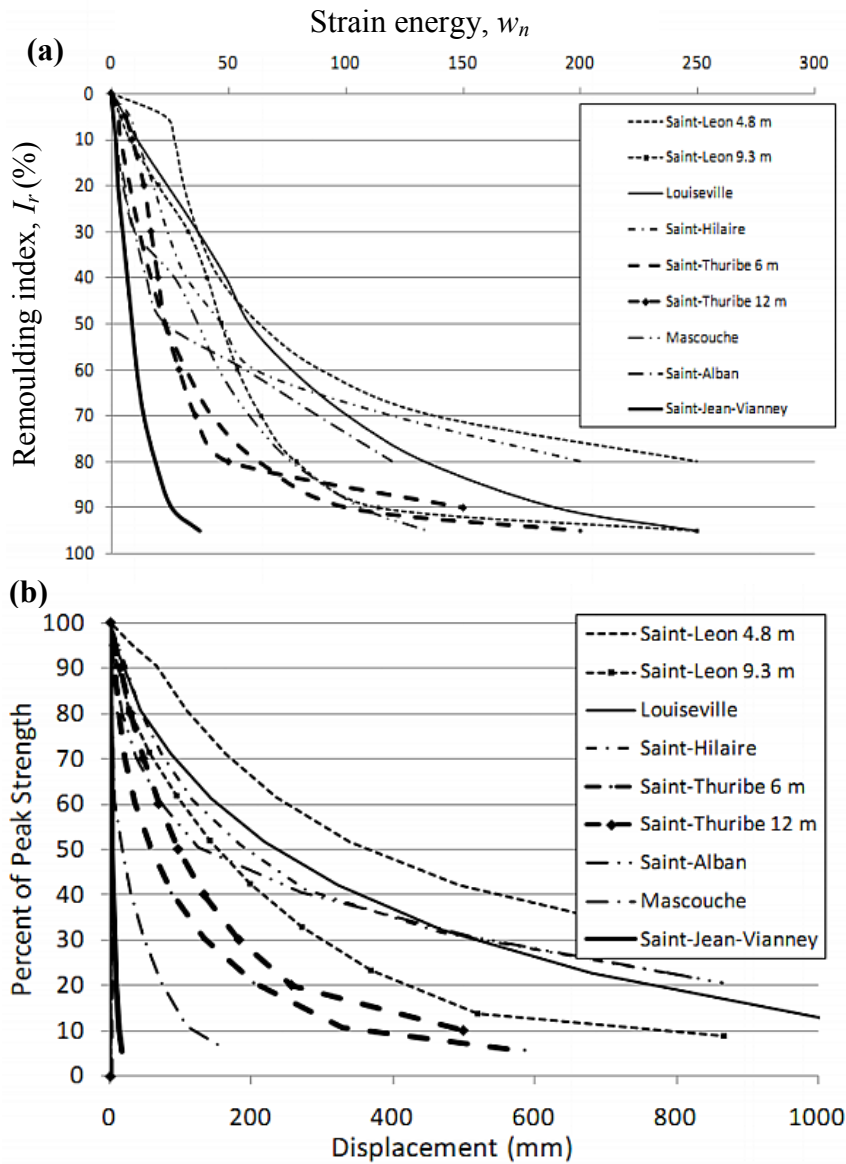 Strain energy, wn
(a)
0 50 100 150 200 250 300
0
10
20
30
40
50
60
70
80
90
100
Remoulding index, Ir (%)
Saint-Leon 4.8 m
Saint-Leon 9.3 m
Louiseville
Saint-Hilaire
Saint-Thuribe 6 m
Saint-Thuribe 12 m
Mascouche
Saint-Alban
Saint-Jean-Vianney
(b)
100
90
80
70
60
50
40
30
20
10
0
Percent of Peak Strength
Saint-Leon 4.8 m
Saint-Leon 9.3 m
Louiseville
Saint-Hilaire
Saint-Thuribe 6 m
Saint-Thuribe 12 m
Saint-Alban
Mascouche
Saint-Jean-Vianney
0 200 400 600 800 1000
Displacement (mm)